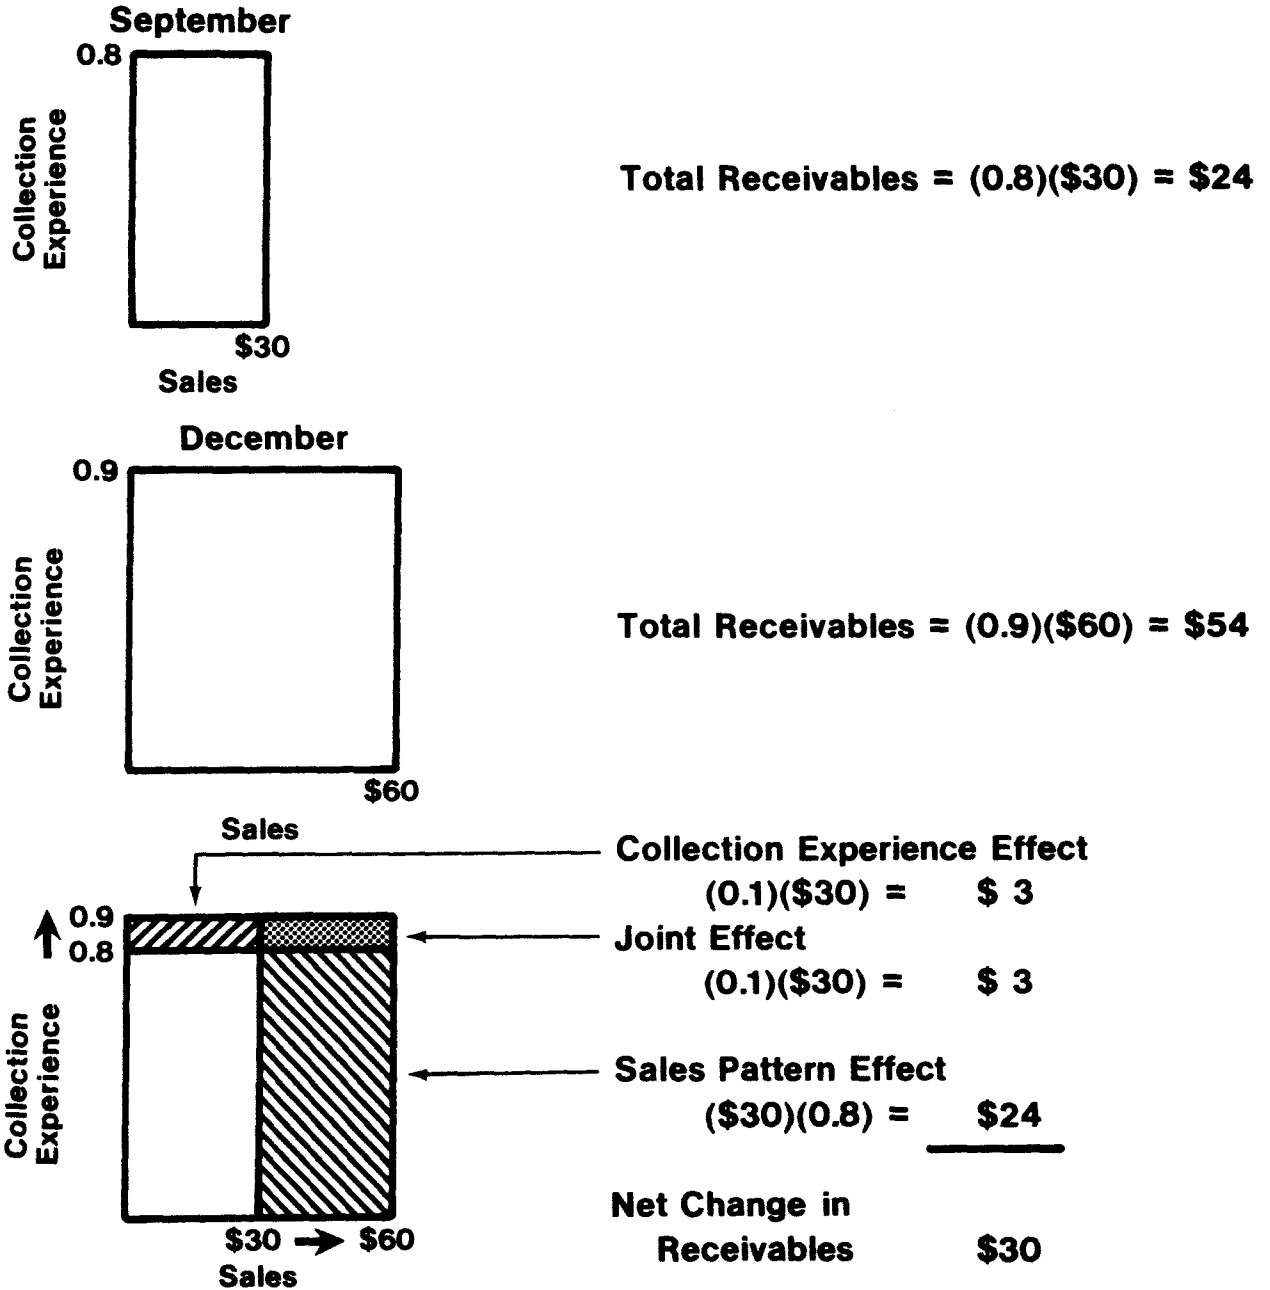 September
0.8
Collection
Experience
Total Receivables = (0.8)($30) = $24
$30
Sales
December
0.9
Collection
Experience
Total Receivables = (0.9)($60) = $54
$60
Sales
Collection Experience Effect
(0.1)($30) = $ 3
0.9
Joint Effect
0.8
(0.1)($30) = $ 3
Collection
Experience
Sales Pattern Effect
($30)(0.8) = $24
Net Change in
Receivables $30
$30 $60
Sales